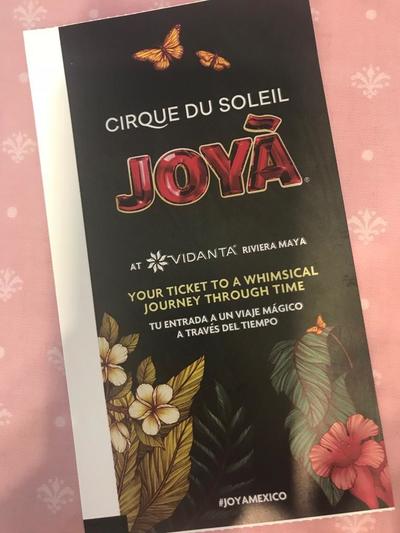 CIRQUE DU SOLEIL
JOYÀ®
AT VIDANTA® RIVIERA MAYA
YOUR TICKET TO A WHIMSICAL
JOURNEY THROUGH TIME
TU ENTRADA A UN VIAJE MÁGICO
A TRAVÉS DEL TIEMPO
#JOYAMEXICO